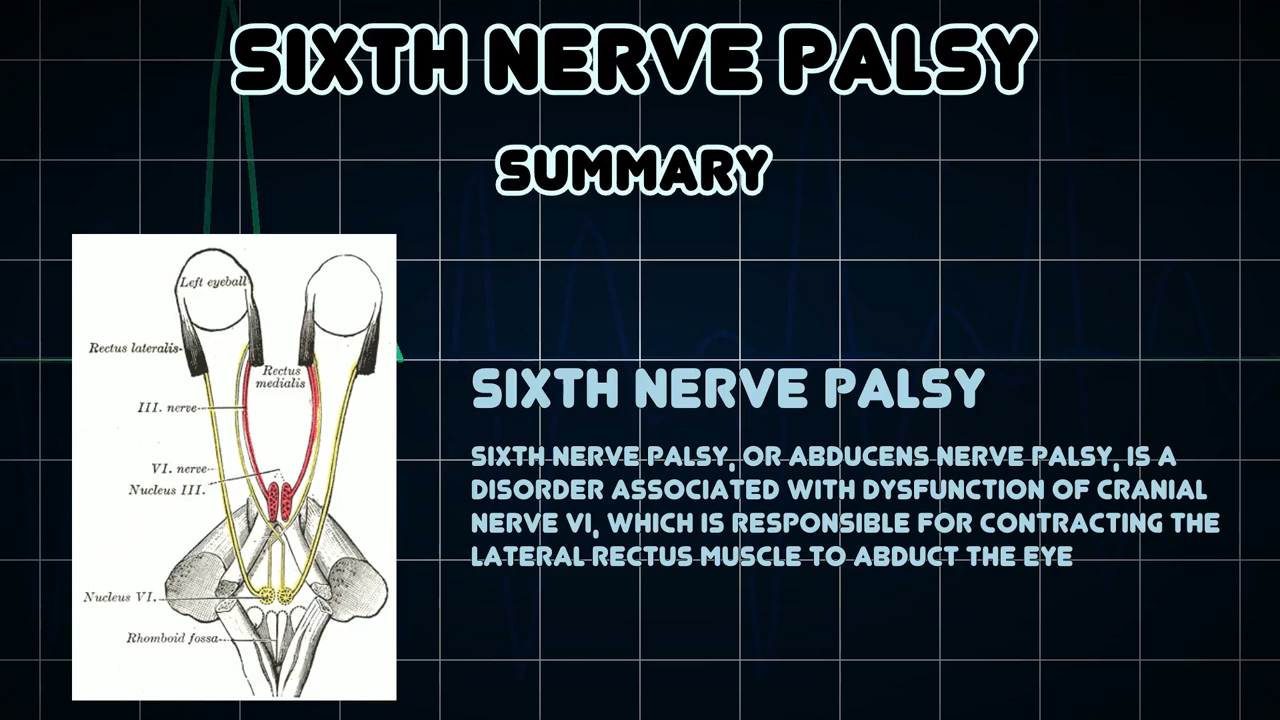 SIXTH NERVE PALSY
SUMMARY
Left eyeball
Rectus lateralis
Rectus
medialis
III. nerve
VI. nerve
Nucleus III.
Nucleus VI.
Rhomboid fossa
SIXTH NERVE PALSY
SIXTH NERVE PALSY, OR ABDUCENS NERVE PALSY, IS A
DISORDER ASSOCIATED WITH DYSFUNCTION OF CRANIAL
NERVE VI, WHICH IS RESPONSIBLE FOR CONTRACTING THE
LATERAL RECTUS MUSCLE TO ABDUCT THE EYE